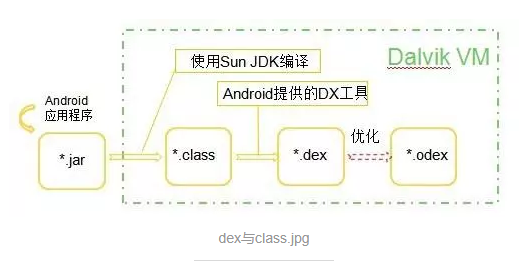 使用Sun JDK编译
Dalvik VM
Android提供的DX工具
Android
应用程序
优化
*.jar
*.class
*.dex
*.odex
dex与class.jpg